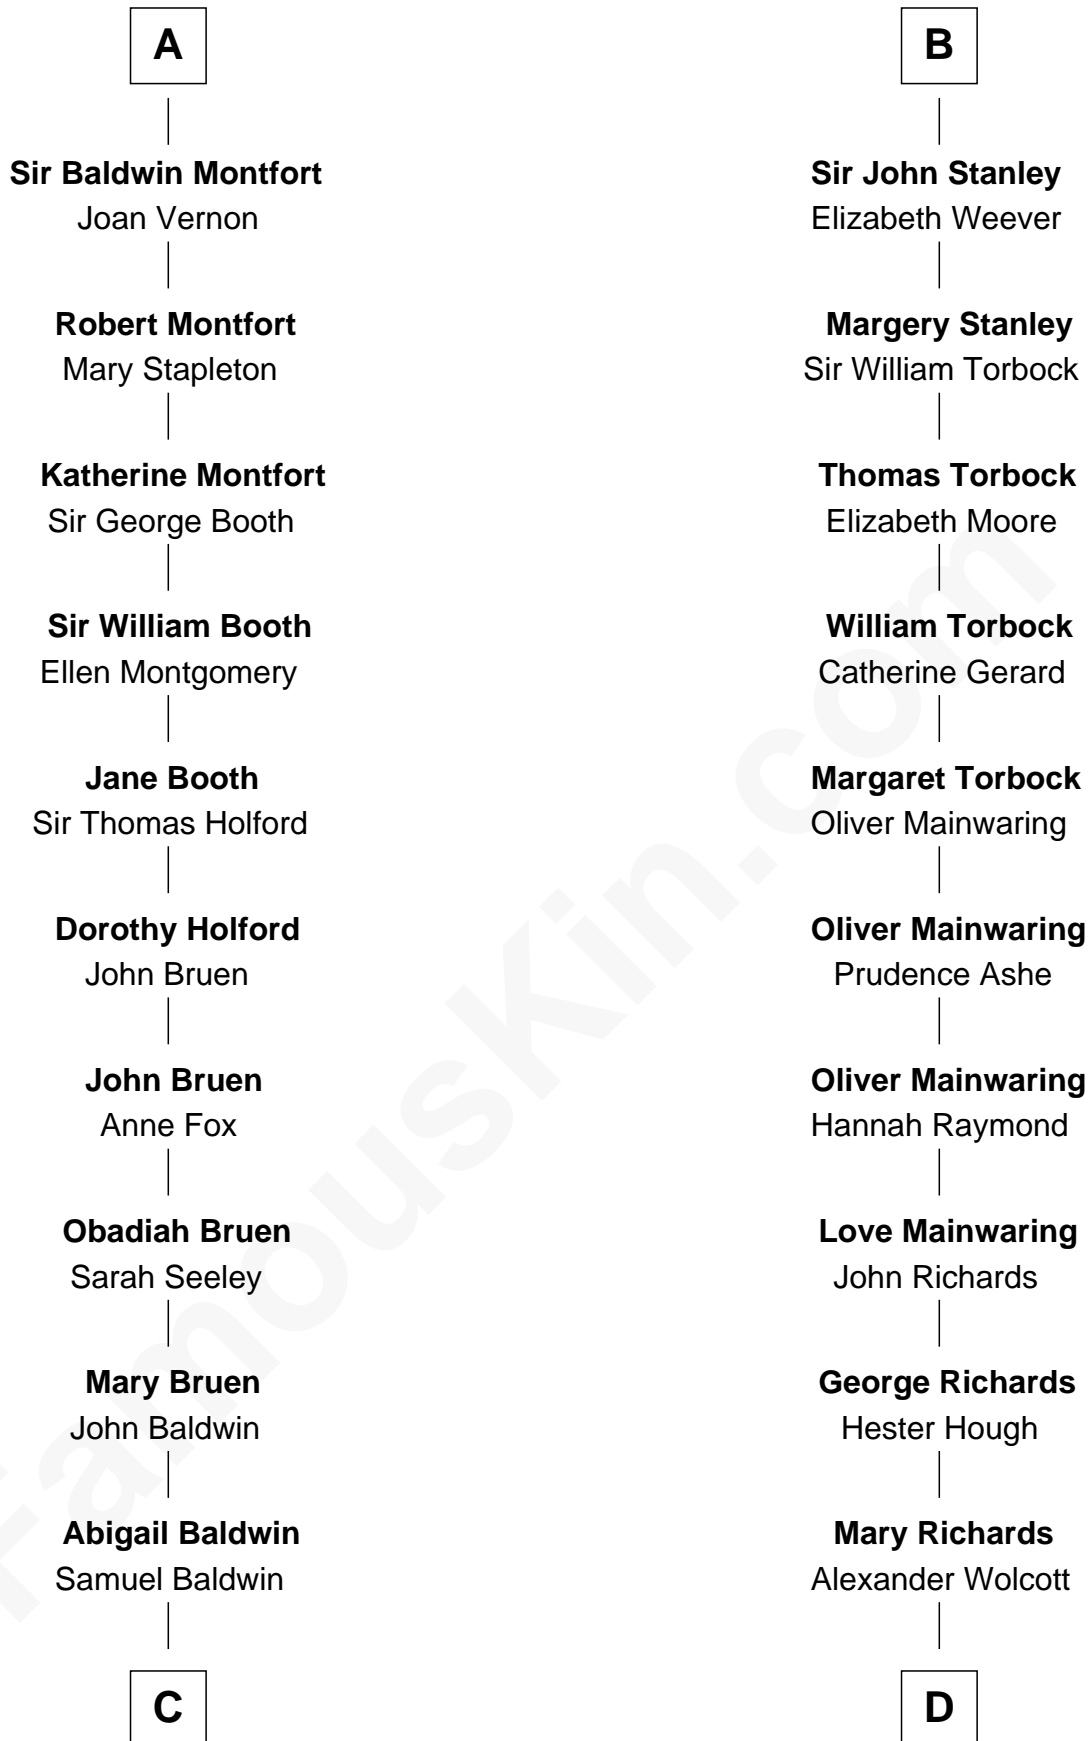 A
Sir Baldwin Montfort
Joan Vernon
Robert Montfort
Mary Stapleton
Katherine Montfort
Sir George Booth
Sir William Booth
Ellen Montgomery
Jane Booth
Sir Thomas Holford
Dorothy Holford
John Bruen
John Bruen
Anne Fox
Obadiah Bruen
Sarah Seeley
Mary Bruen
John Baldwin
Abigail Baldwin
Samuel Baldwin
C
B
Sir John Stanley
Elizabeth Weever
Margery Stanley
Sir William Torbock
Thomas Torbock
Elizabeth Moore
William Torbock
Catherine Gerard
Margaret Torbock
Oliver Mainwaring
Oliver Mainwaring
Prudence Ashe
Oliver Mainwaring
Hannah Raymond
Love Mainwaring
John Richards
George Richards
Hester Hough
Mary Richards
Alexander Wolcott
D
FamousKin.com